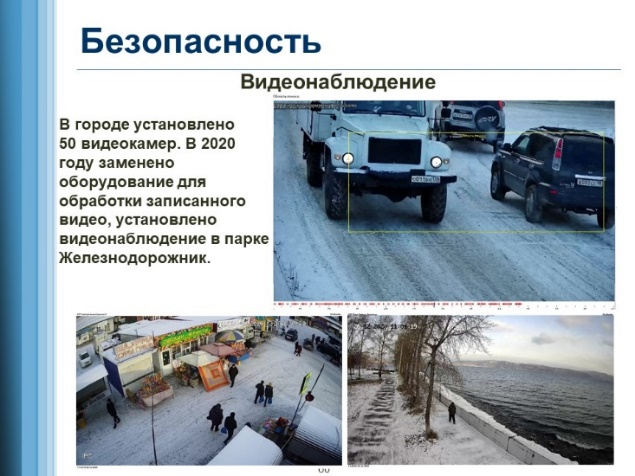 Безопасность
Видеонаблюдение
В городе установлено
50 видеокамер. В 2020
году заменено
оборудование для
обработки записанного
видео, установлено
видеонаблюдение в парке
Железнодорожник.